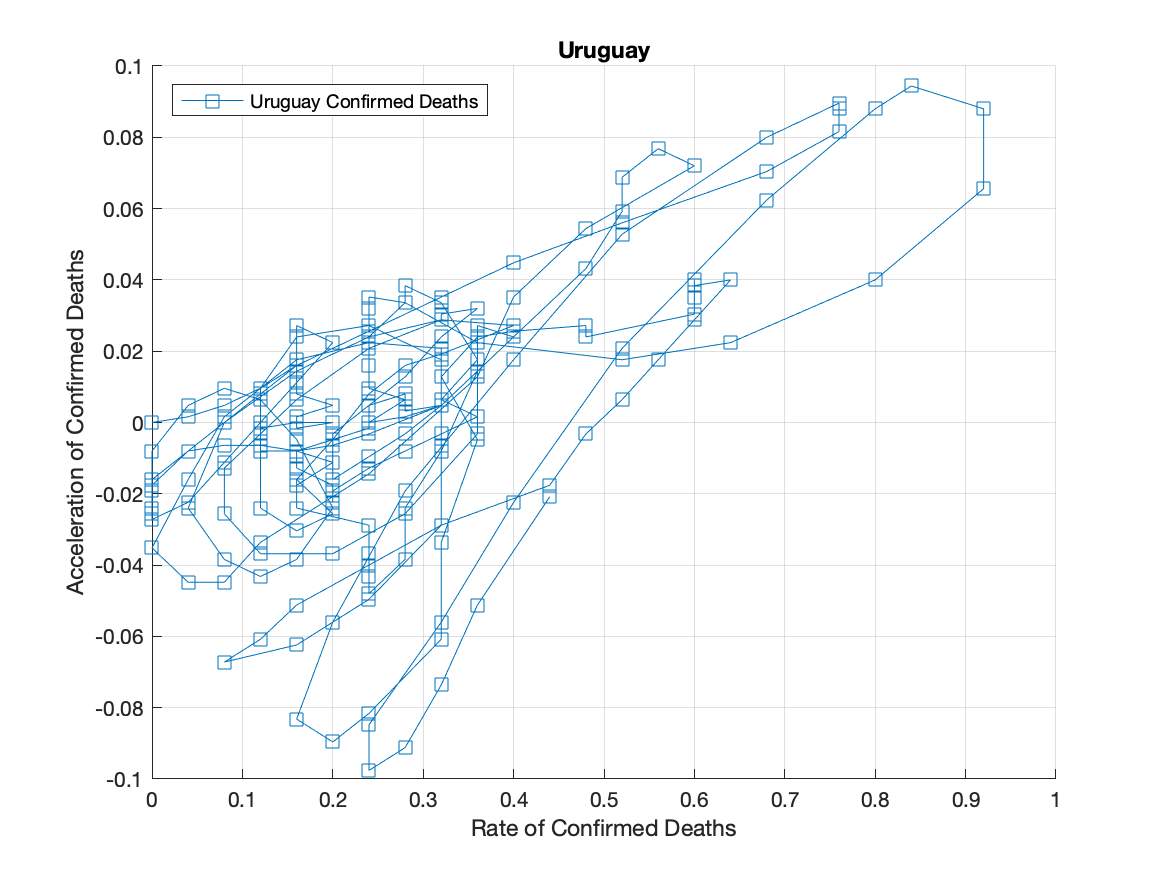 Uruguay
Uruguay Confirmed Deaths
0.1
0.08
0.06
0.04
0.02
0
-0.02
-0.04
-0.06
-0.08
-0.1
Acceleration of Confirmed Deaths
0 0.1 0.2 0.3 0.4 0.5 0.6 0.7 0.8 0.9 1
Rate of Confirmed Deaths